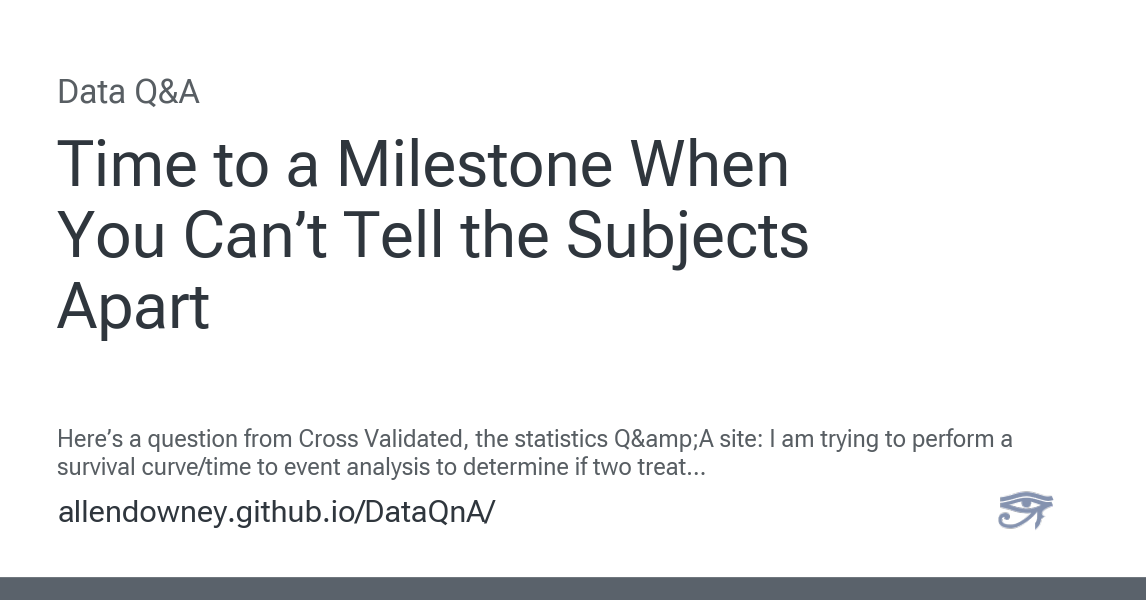 Data Q&A
Time to a Milestone When
You Can’t Tell the Subjects
Apart
Here’s a question from Cross Validated, the statistics Q&amp;A site: I am trying to perform a
survival curve/time to event analysis to determine if two treat...
allendowney.github.io/DataQnA/